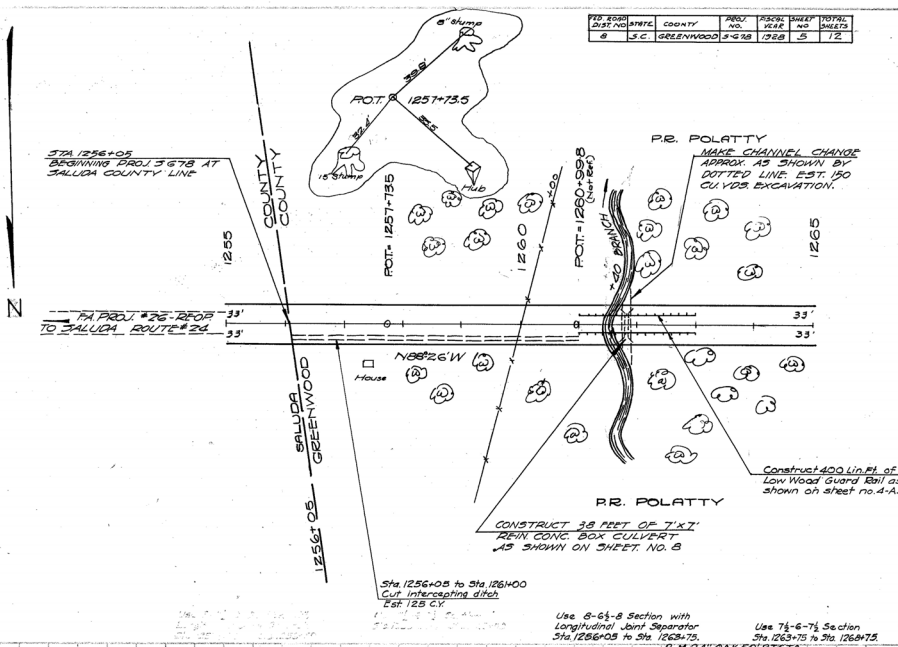 FED. ROAD DIST. NO STATE COUNTY PROJ. NO. FISCAL YEAR SHEET NO TOTAL SHEETS
8 S.C. GREENWOOD S-678 1928 5 12
8" Stump
39.8'
P.O.T. 1257+73.5
32.4'
33.5
15" Stump
Hub
P.R. POLATTY
MAKE CHANNEL CHANGE
APPROX. AS SHOWN BY
DOTTED LINE. EST. 150
CU. YDS. EXCAVATION.
STA. 1256+05
BEGINNING PROJ. S 678 AT
SALUDA COUNTY LINE
COUNTY
COUNTY
1255
P.O.T. = 1257+73.5
1260
P.O.T. = 1260+99.8
(Not Ref.)
BRANCH
1265
N
F.A. PROJ. #26-REOP.
TO SALUDA ROUTE #24
33'
33'
33'
33'
N88°26'W
House
SALUDA
GREENWOOD
1256+05
Construct 400 Lin. Ft. of
Low Wood Guard Rail as
shown on sheet no. 4-A.
P.R. POLATTY
CONSTRUCT 38 FEET OF 7'x7'
REIN. CONC. BOX CULVERT
AS SHOWN ON SHEET. NO. 8
Sta. 1256+05 to Sta. 1261+00
Cut intercepting ditch
Est. 125 C.Y.
Use 8-6½-8 Section with
Longitudinal Joint Separator
Sta. 1256+05 to Sta. 1263+75.
Use 7½-6-7½ Section
Sta. 1263+75 to Sta. 1268+75.